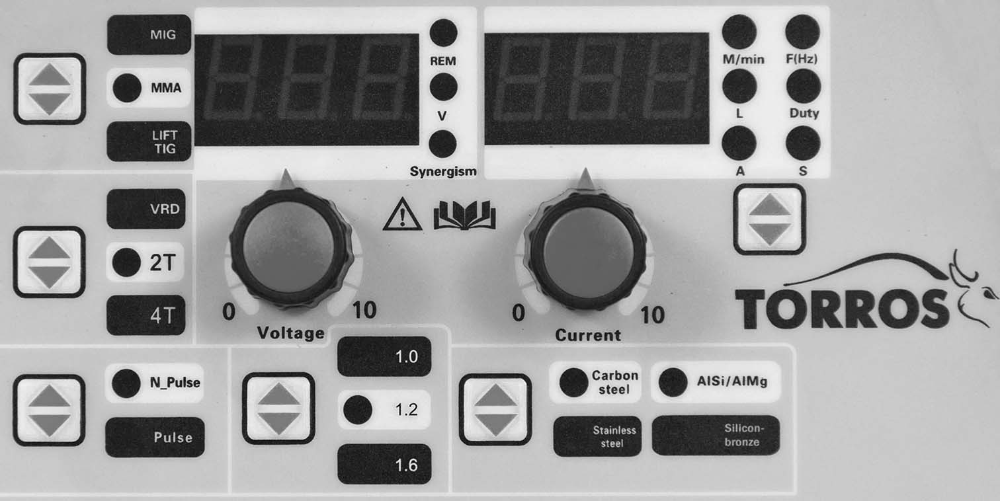 MIG
MMA
LIFT
TIG
REM
V
Synergism
M/min
F(Hz)
L
Duty
A
S
VRD
2T
4T
0
10
Voltage
0
10
Current
TORROS
N_Pulse
Pulse
1.0
1.2
1.6
Carbon
steel
AlSi/AlMg
Stainless
steel
Silicon-
bronze